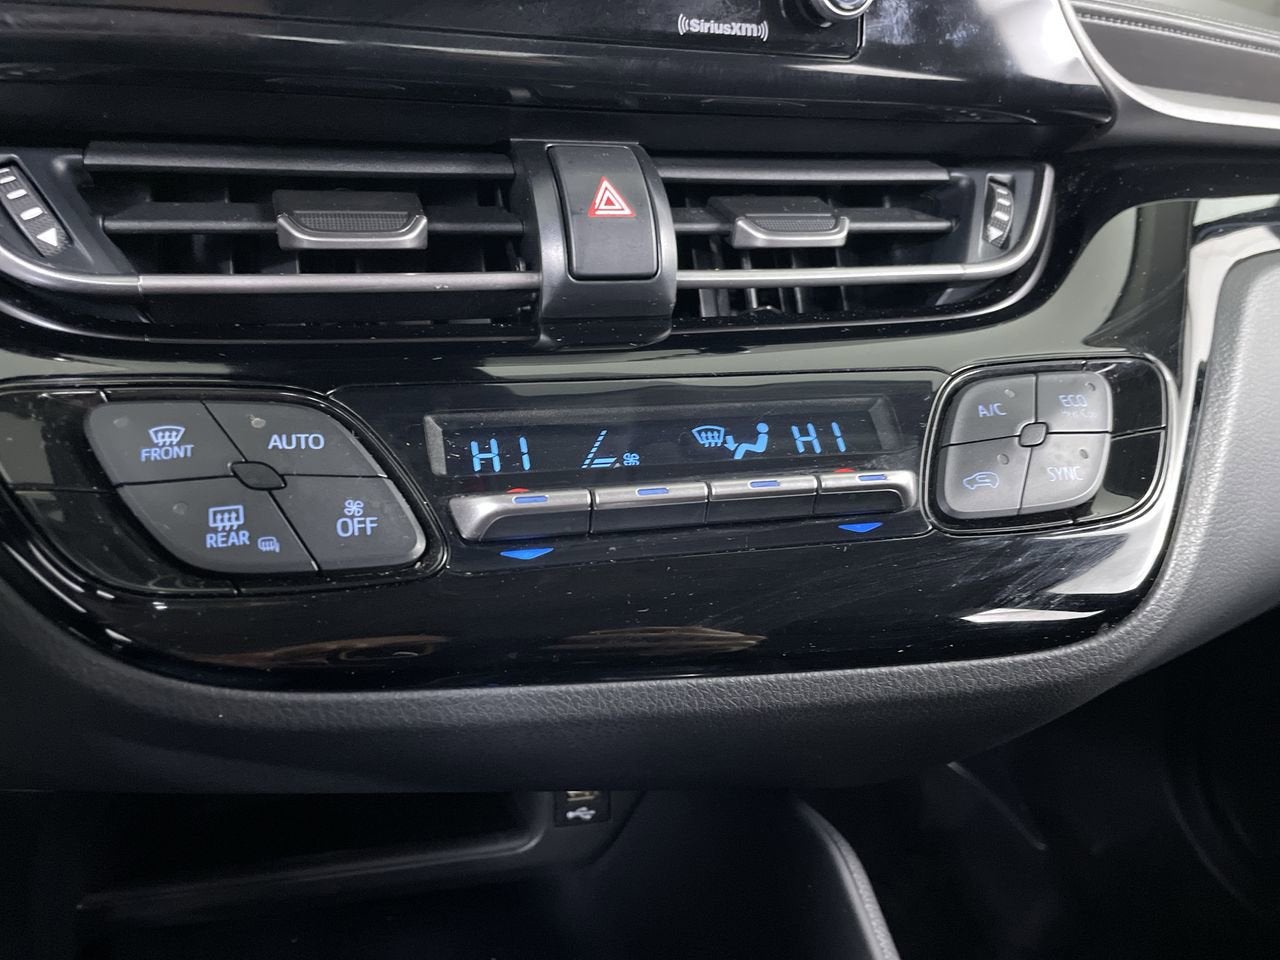 SiriusXm
FRONT
AUTO
REAR
OFF
HI
HI
A/C
ECO
SYNC